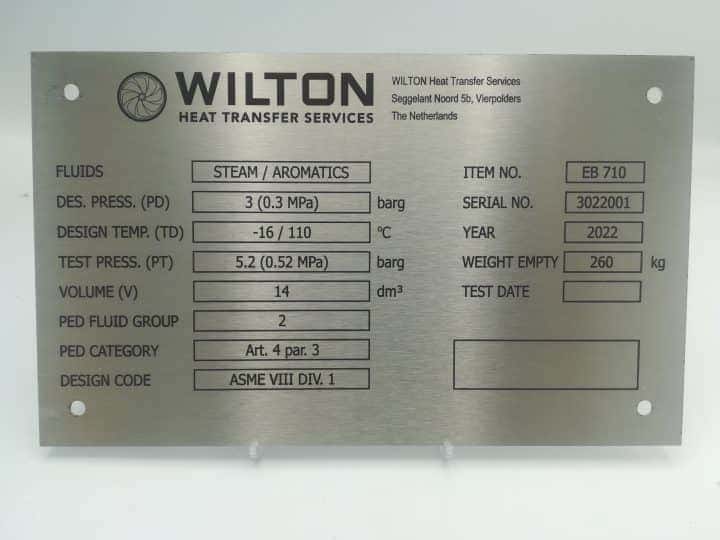 WILTON
HEAT TRANSFER SERVICES
WILTON Heat Transfer Services
Seggelant Noord 5b, Vierpolders
The Netherlands
FLUIDS STEAM / AROMATICS
DES. PRESS. (PD) 3 (0.3 MPa) barg
DESIGN TEMP. (TD) -16 / 110 °C
TEST PRESS. (PT) 5.2 (0.52 MPa) barg
VOLUME (V) 14 dm³
PED FLUID GROUP 2
PED CATEGORY Art. 4 par. 3
DESIGN CODE ASME VIII DIV. 1
ITEM NO. EB 710
SERIAL NO. 3022001
YEAR 2022
WEIGHT EMPTY 260 kg
TEST DATE